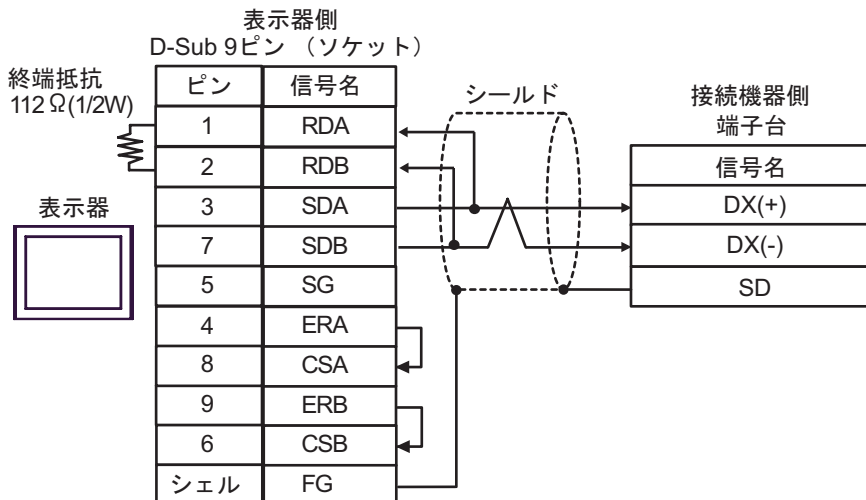 表示器側
D-Sub 9ピン （ソケット）
終端抵抗
112 Ω(1/2W)
表示器
ピン 信号名
1 RDA
2 RDB
3 SDA
7 SDB
5 SG
4 ERA
8 CSA
9 ERB
6 CSB
シェル FG
シールド
接続機器側
端子台
信号名
DX(+)
DX(-)
SD